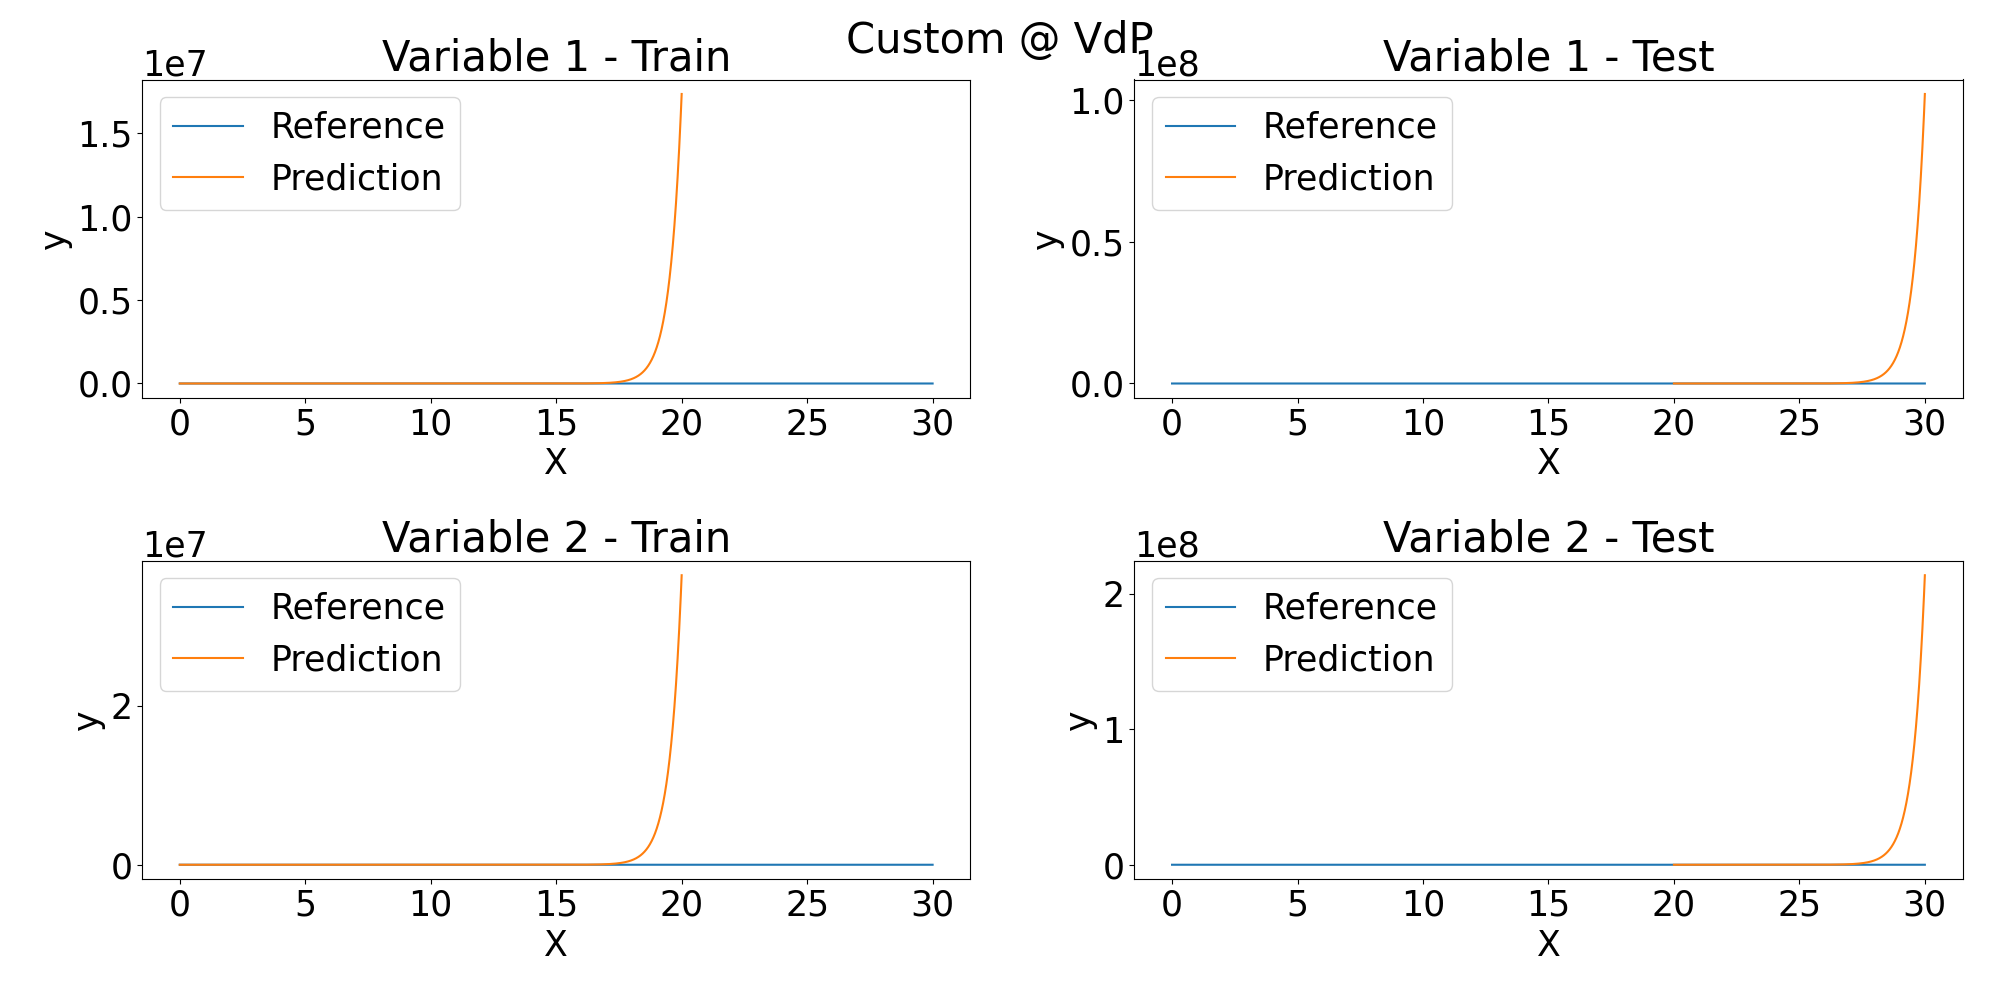 Custom @ VdP
Variable 1 - Train
1e7
Reference
Prediction
1.5
1.0
0.5
0.0
y
0 5 10 15 20 25 30
X
Variable 1 - Test
1e8
Reference
Prediction
1.0
0.5
0.0
y
0 5 10 15 20 25 30
X
Variable 2 - Train
1e7
Reference
Prediction
2
0
y
0 5 10 15 20 25 30
X
Variable 2 - Test
1e8
Reference
Prediction
2
1
0
y
0 5 10 15 20 25 30
X